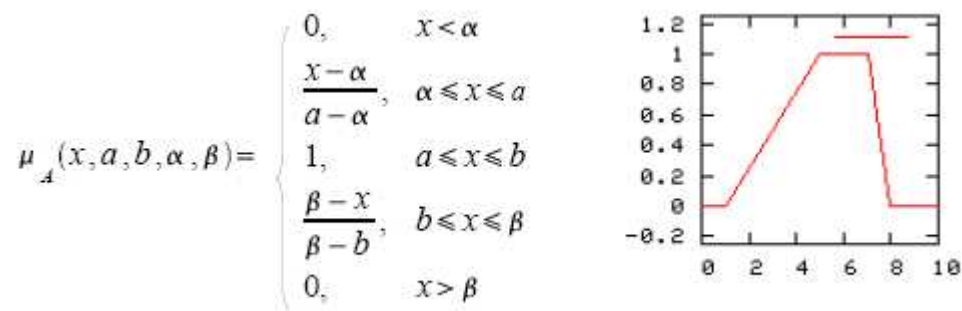 μ_A(x,a,b,α,β)=
0, x<α
(x−α)/(a−α), α⩽x⩽a
1, a⩽x⩽b
(β−x)/(β−b), b⩽x⩽β
0, x>β
1.2
1
0.8
0.6
0.4
0.2
0
-0.2
0 2 4 6 8 10